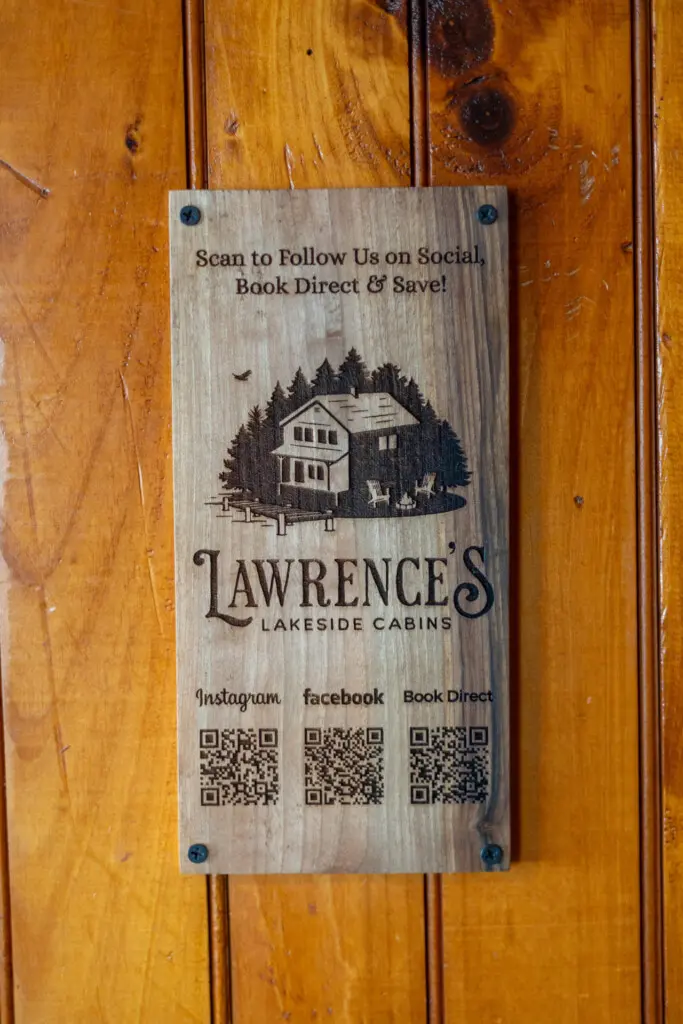 Scan to Follow Us on Social,
Book Direct & Save!
LAWRENCE'S
LAKESIDE CABINS
Instagram facebook Book Direct